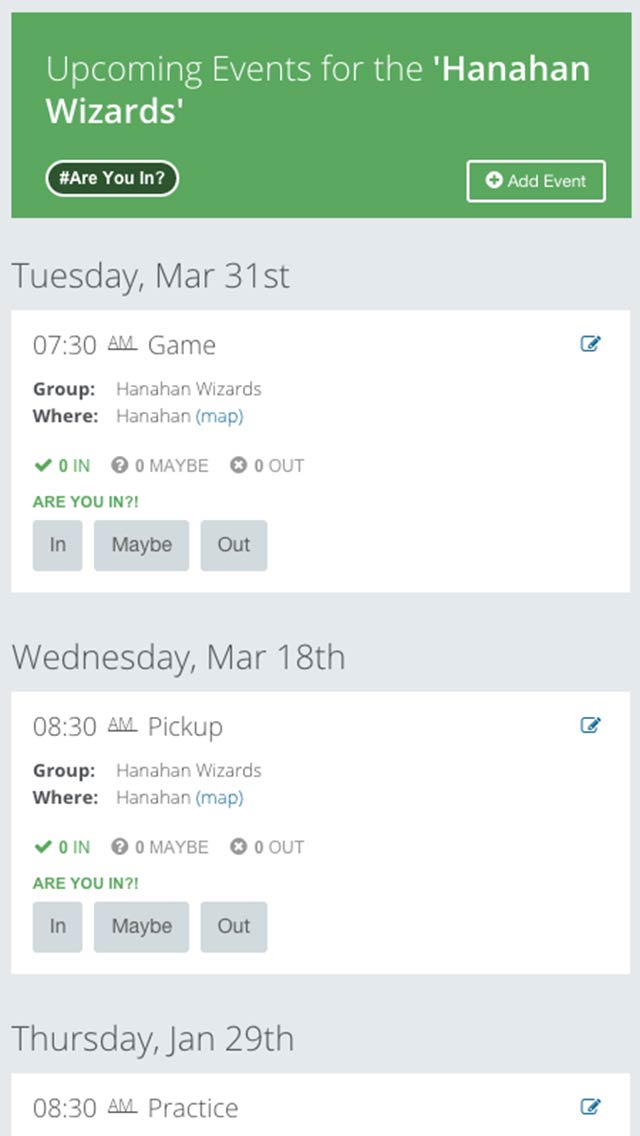 Upcoming Events for the 'Hanahan
Wizards'
#Are You In?
Add Event
Tuesday, Mar 31st
07:30 AM Game
Group: Hanahan Wizards
Where: Hanahan (map)
0 IN 0 MAYBE 0 OUT
ARE YOU IN?!
In Maybe Out
Wednesday, Mar 18th
08:30 AM Pickup
Group: Hanahan Wizards
Where: Hanahan (map)
0 IN 0 MAYBE 0 OUT
ARE YOU IN?!
In Maybe Out
Thursday, Jan 29th
08:30 AM Practice